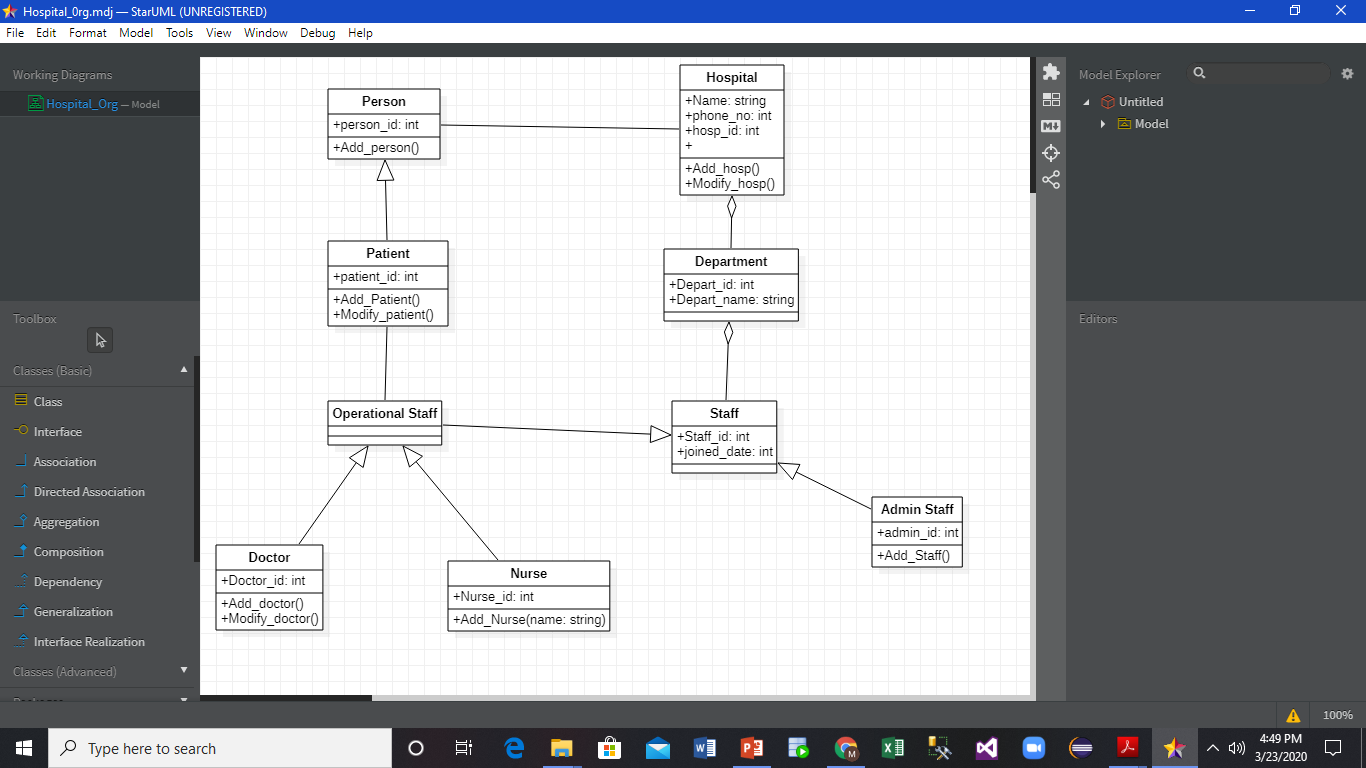 Hospital_0rg.mdj — StarUML (UNREGISTERED)
File Edit Format Model Tools View Window Debug Help
Working Diagrams
Hospital_Org — Model
Toolbox
Classes (Basic)
Class
Interface
Association
Directed Association
Aggregation
Composition
Dependency
Generalization
Interface Realization
Classes (Advanced)
Person
+person_id: int
+Add_person()
Hospital
+Name: string
+phone_no: int
+hosp_id: int
+
+Add_hosp()
+Modify_hosp()
Patient
+patient_id: int
+Add_Patient()
+Modify_patient()
Department
+Depart_id: int
+Depart_name: string
Operational Staff
Staff
+Staff_id: int
+joined_date: int
Admin Staff
+admin_id: int
+Add_Staff()
Doctor
+Doctor_id: int
+Add_doctor()
+Modify_doctor()
Nurse
+Nurse_id: int
+Add_Nurse(name: string)
Model Explorer
Untitled
Model
Editors
100%
Type here to search
4:49 PM
3/23/2020